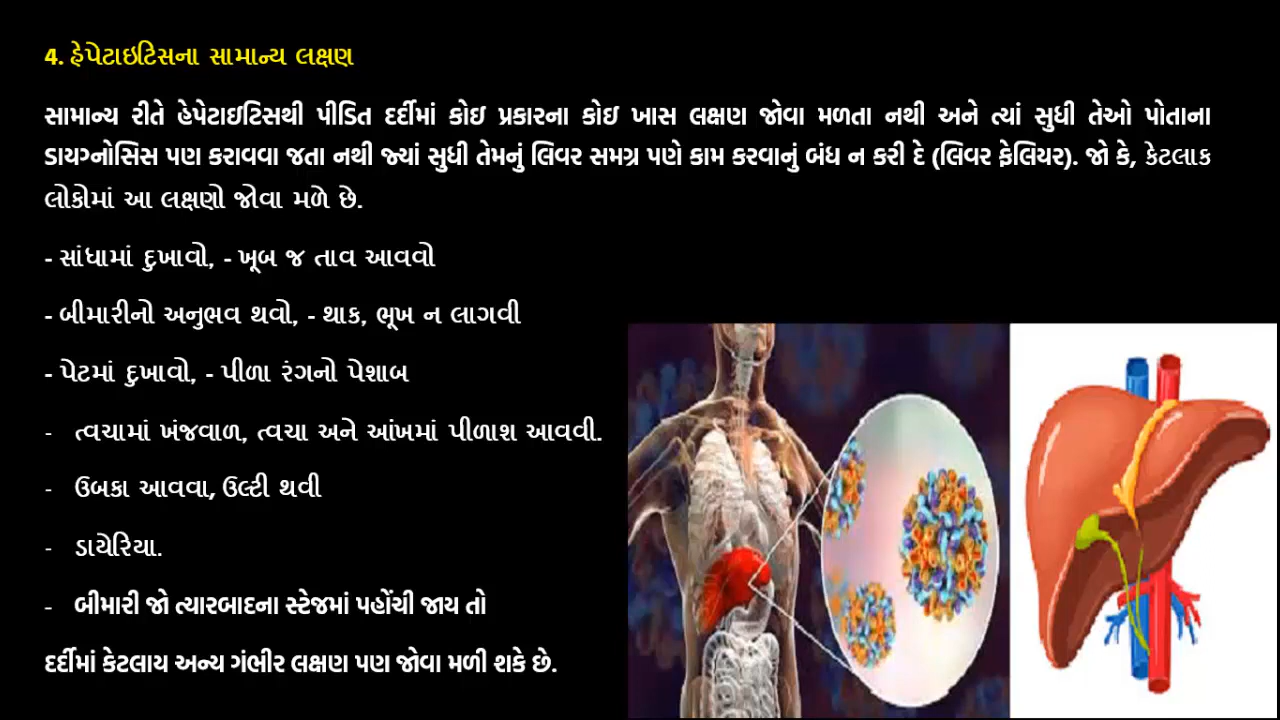 4. હેપેટાઇટિસના સામાન્ય લક્ષણ
સામાન્ય રીતે હેપેટાઇટિસથી પીડિત દર્દીમાં કોઇ પ્રકારના કોઇ ખાસ લક્ષણ જોવા મળતા નથી અને ત્યાં સુધી તેઓ પોતાના
ડાયગ્નોસિસ પણ કરાવવા જતા નથી જ્યાં સુધી તેમનું લિવર સમગ્ર પણે કામ કરવાનું બંધ ન કરી દે (લિવર ફેલિયર). જો કે, કેટલાક
લોકોમાં આ લક્ષણો જોવા મળે છે.
- સાંધામાં દુખાવો, - ખૂબ જ તાવ આવવો
- બીમારીનો અનુભવ થવો, - થાક, ભૂખ ન લાગવી
- પેટમાં દુખાવો, - પીળા રંગનો પેશાબ
- ત્વચામાં ખંજવાળ, ત્વચા અને આંખમાં પીળાશ આવવી.
- ઉબકા આવવા, ઉલ્ટી થવી
- ડાયેરિયા.
- બીમારી જો ત્યારબાદના સ્ટેજમાં પહોંચી જાય તો
દર્દીમાં કેટલાય અન્ય ગંભીર લક્ષણ પણ જોવા મળી શકે છે.